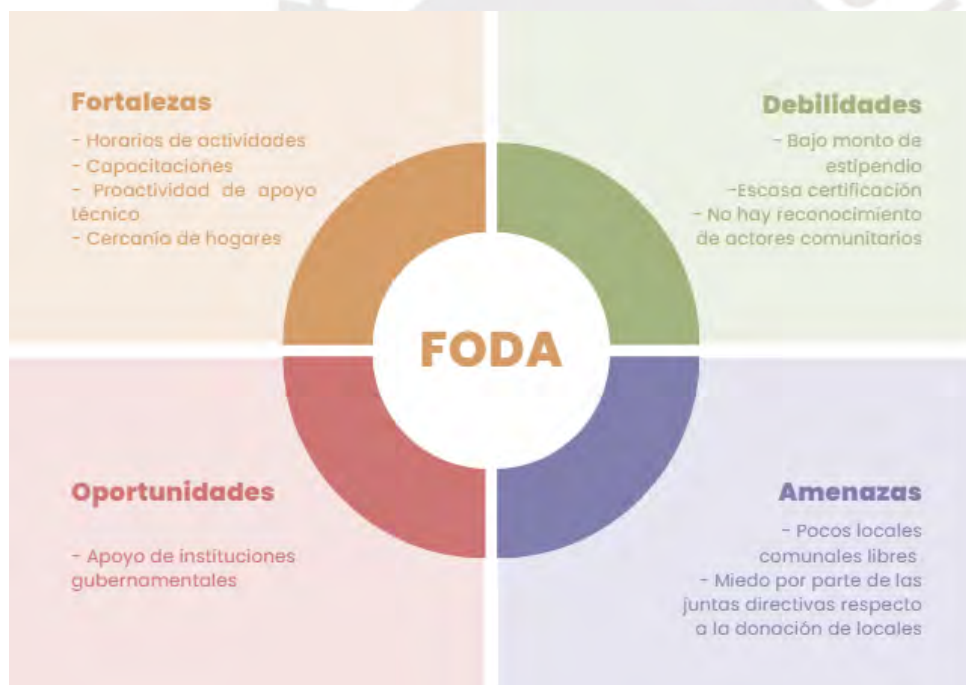 Fortalezas
- Horarios de actividades
- Capacitaciones
- Proactividad de apoyo
técnico
- Cercanía de hogares
Debilidades
- Bajo monto de
estipendio
-Escasa certificación
- No hay reconocimiento
de actores comunitarios
FODA
Oportunidades
- Apoyo de instituciones
gubernamentales
Amenazas
- Pocos locales
comunales libres
- Miedo por parte de las
juntas directivas respecto
a la donación de locales